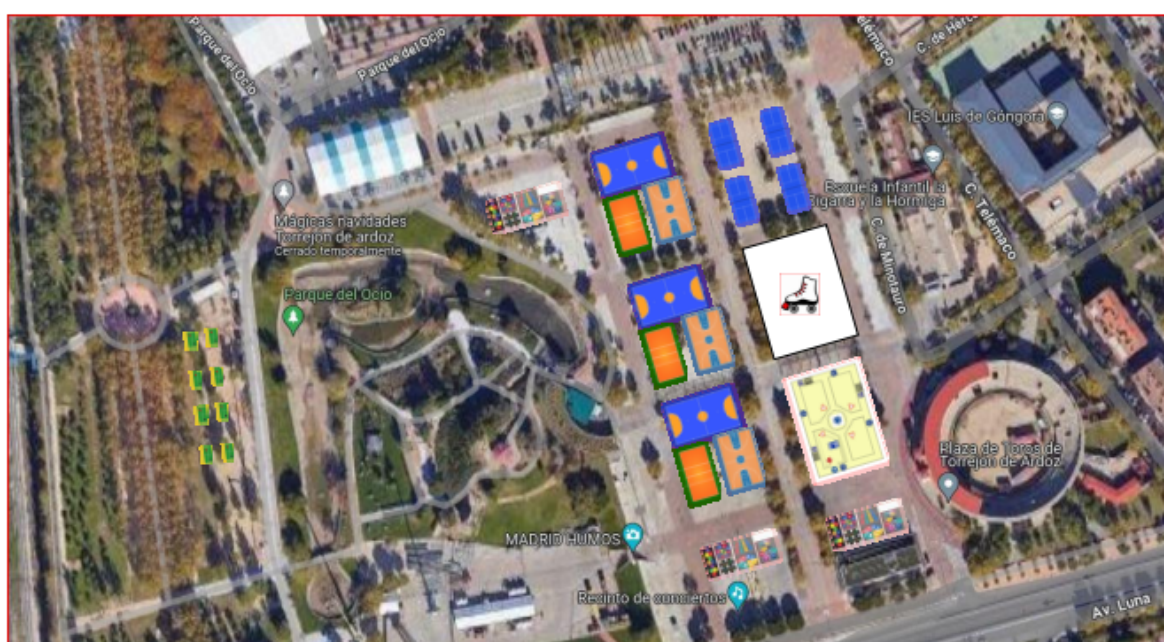 Parque del Ocio
Parque del Ocio
Telémaco
C. de Hércu
IES Luis de Góngora
Escuela Infantil la
Cigarra y la Hormiga
C. Telémaco
C. de Minotauro
Mágicas navidades
Torrejón de ardoz
Cerrado temporalmente
Parque del Ocio
Plaza de Toros de
Torrejón de Ardoz
MADRID HUMOS
Recinto de conciertos
Av. Luna